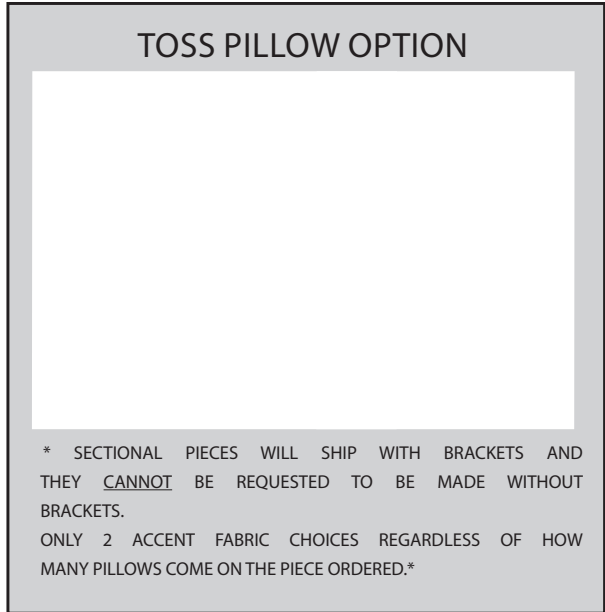 TOSS PILLOW OPTION
* SECTIONAL PIECES WILL SHIP WITH BRACKETS AND
THEY CANNOT BE REQUESTED TO BE MADE WITHOUT
BRACKETS.
ONLY 2 ACCENT FABRIC CHOICES REGARDLESS OF HOW
MANY PILLOWS COME ON THE PIECE ORDERED.*